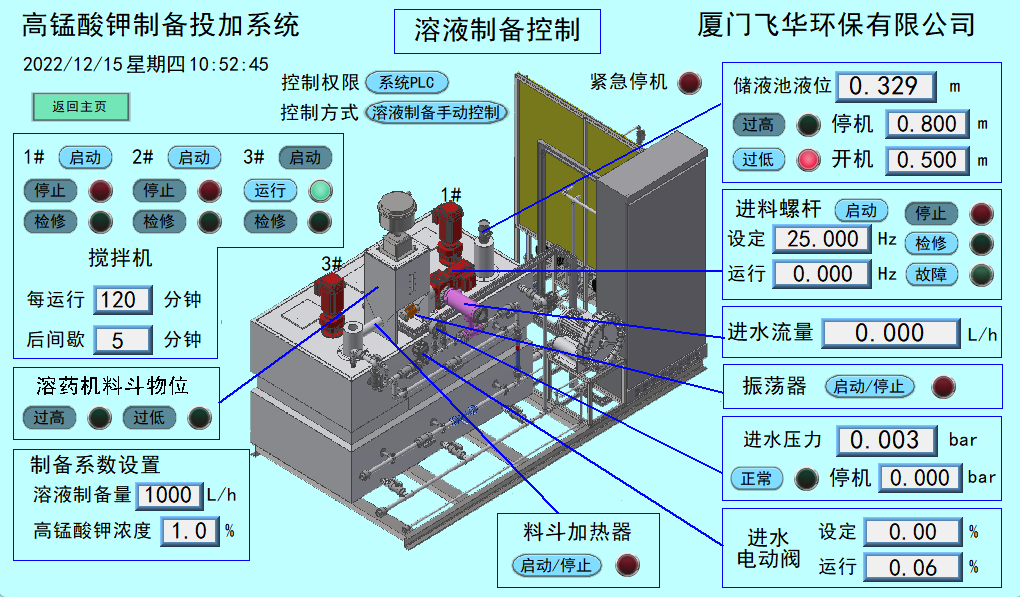 高锰酸钾制备投加系统
溶液制备控制
厦门飞华环保有限公司
2022/12/15 星期四 10:52:45
返回主页
控制权限 系统PLC
控制方式 溶液制备手动控制
紧急停机
1# 启动 2# 启动 3# 启动
停止 停止 运行
检修 检修 检修
搅拌机
每运行 120 分钟
后间歇 5 分钟
溶药机料斗物位
过高 过低
制备系数设置
溶液制备量 1000 L/h
高锰酸钾浓度 1.0 %
1#
3#
储液池液位 0.329 m
过高 停机 0.800 m
过低 开机 0.500 m
进料螺杆 启动 停止
设定 25.000 Hz 检修
运行 0.000 Hz 故障
进水流量 0.000 L/h
振荡器 启动/停止
进水压力 0.003 bar
正常 停机 0.000 bar
进水电动阀 设定 0.00 %
运行 0.06 %
料斗加热器
启动/停止